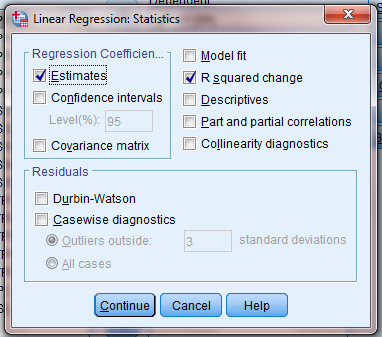 Linear Regression: Statistics
Regression Coefficien...
Estimates
Confidence intervals
Level(%): 95
Covariance matrix
Model fit
R squared change
Descriptives
Part and partial correlations
Collinearity diagnostics
Residuals
Durbin-Watson
Casewise diagnostics
Outliers outside: 3 standard deviations
All cases
Continue Cancel Help